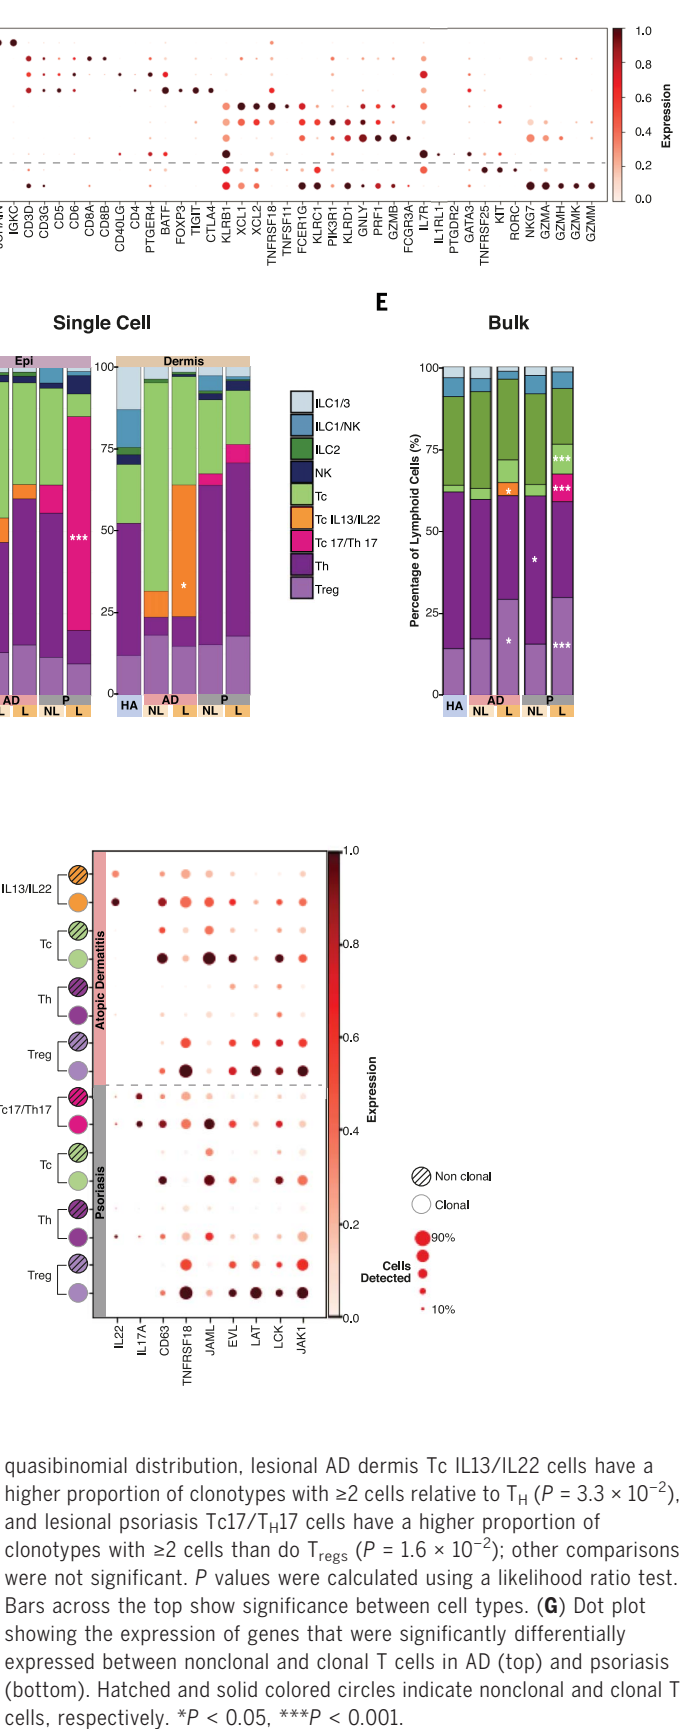 1.0
0.8
0.6
0.4
0.2
0.0
Expression
IGKC
CD3D
CD3G
CD5
CD6
CD8A
CD8B
CD40LG
CD4
PTGER4
BATF
FOXP3
TIGIT
CTLA4
KLRB1
XCL1
XCL2
TNFRSF18
TNFSF11
FCER1G
KLRC1
PIK3R1
KLRD1
GNLY
PRF1
GZMB
FCGR3A
IL7R
IL1RL1
PTGDR2
GATA3
TNFRSF25
KIT
RORC
NKG7
GZMA
GZMH
GZMK
GZMM
E
Single Cell
Bulk
Epi
Dermis
100
75
50
25
0
***
*
AD
P
L
L
NL
L
HA
AD
P
NL
L
NL
L
ILC1/3
ILC1/NK
ILC2
NK
Tc
Tc IL13/IL22
Tc 17/Th 17
Th
Treg
Percentage of Lymphoid Cells (%)
100
75
50
25
0
***
*
***
*
*
***
HA
AD
P
NL
L
NL
L
IL13/IL22
Tc
Th
Treg
Tc17/Th17
Tc
Th
Treg
Atopic Dermatitis
Psoriasis
IL22
IL17A
CD63
TNFRSF18
JAML
EVL
LAT
LCK
JAK1
1.0
0.8
0.6
0.4
0.2
0.0
Expression
Non clonal
Clonal
Cells
Detected
90%
10%
quasibinomial distribution, lesional AD dermis Tc IL13/IL22 cells have a
higher proportion of clonotypes with ≥2 cells relative to T_H (P = 3.3 × 10⁻²),
and lesional psoriasis Tc17/T_H17 cells have a higher proportion of
clonotypes with ≥2 cells than do T_regs (P = 1.6 × 10⁻²); other comparisons
were not significant. P values were calculated using a likelihood ratio test.
Bars across the top show significance between cell types. (G) Dot plot
showing the expression of genes that were significantly differentially
expressed between nonclonal and clonal T cells in AD (top) and psoriasis
(bottom). Hatched and solid colored circles indicate nonclonal and clonal T
cells, respectively. *P < 0.05, ***P < 0.001.